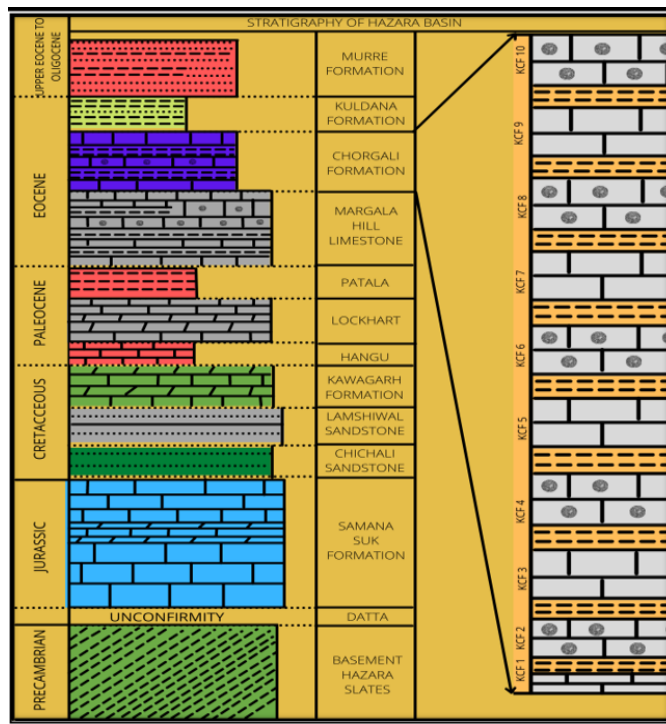 STRATIGRAPHY OF HAZARA BASIN
UPPER EOCENE TO
OLIGOCENE
MURRE
FORMATION
EOCENE
KULDANA
FORMATION
CHORGALI
FORMATION
MARGALA
HILL
LIMESTONE
PALEOCENE
PATALA
LOCKHART
HANGU
CRETACCEOUS
KAWAGARH
FORMATION
LAMSHIWAL
SANDSTONE
CHICHALI
SANDSTONE
JURASSIC
SAMANA
SUK
FORMATION
UNCONFIRMITY
DATTA
PRECAMBRIAN
BASEMENT
HAZARA
SLATES
KCF 10
KCF 9
KCF 8
KCF 7
KCF 6
KCF 5
KCF 4
KCF 3
KCF 2
KCF 1